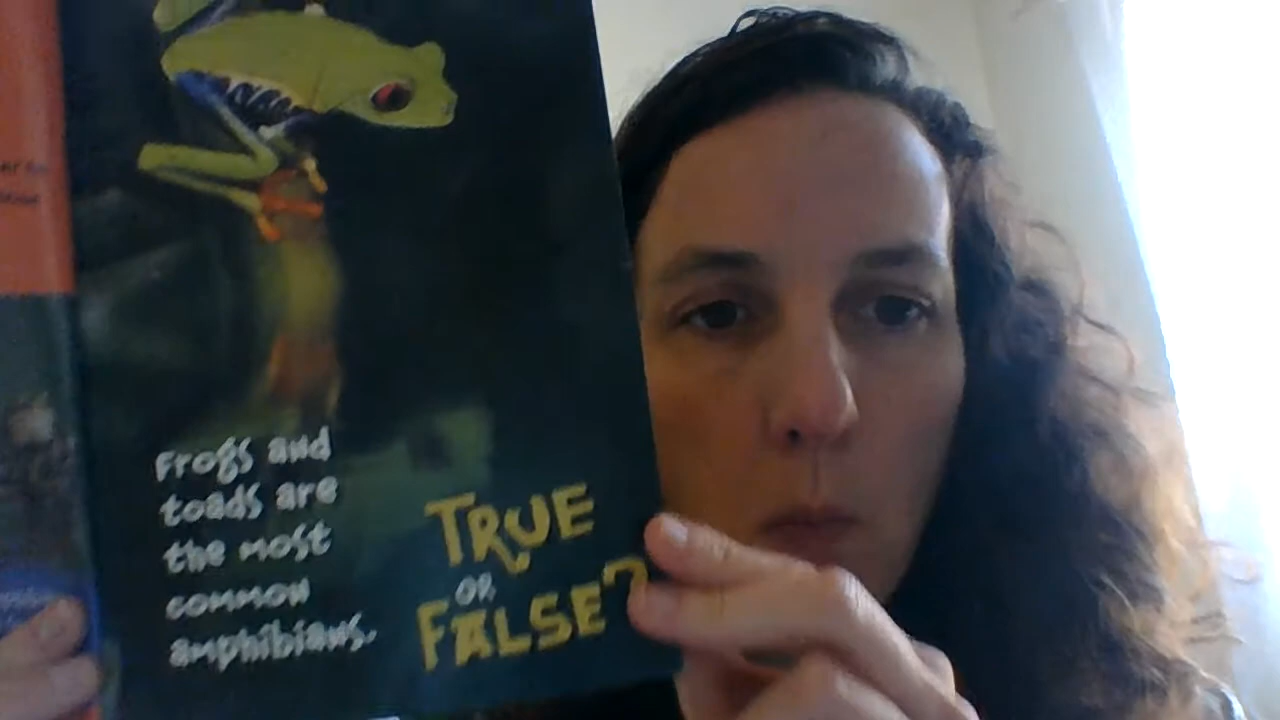 Frogs and
toads are
the most
common
amphibians.
TRUE
OR
FALSE?